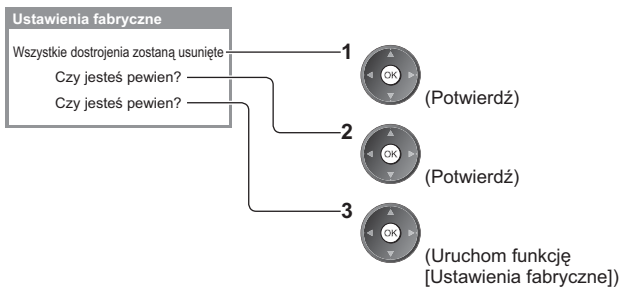 Ustawienia fabryczne
Wszystkie dostrojenia zostaną usunięte
Czy jesteś pewien?
Czy jesteś pewien?
1
OK
(Potwierdź)
2
OK
(Potwierdź)
3
OK
(Uruchom funkcję
[Ustawienia fabryczne])